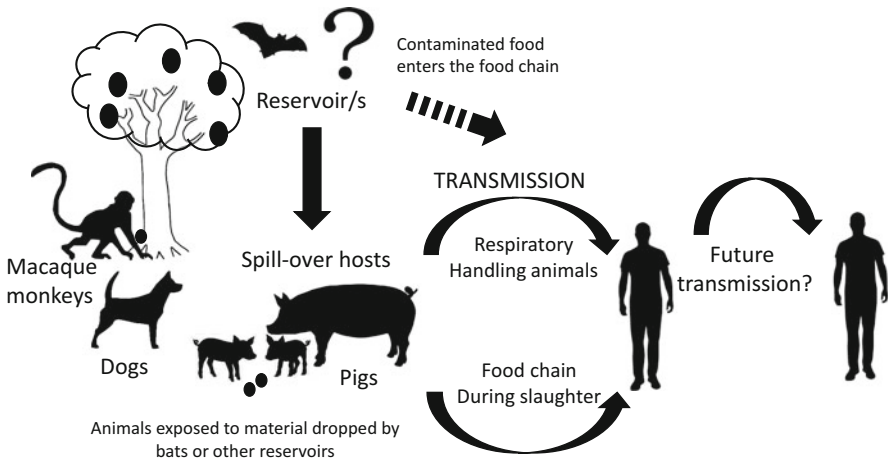 ?
Contaminated food
enters the food chain
Reservoir/s
TRANSMISSION
Respiratory
Handling animals
Future
transmission?
Macaque
monkeys
Spill-over hosts
Dogs
Pigs
Food chain
During slaughter
Animals exposed to material dropped by
bats or other reservoirs